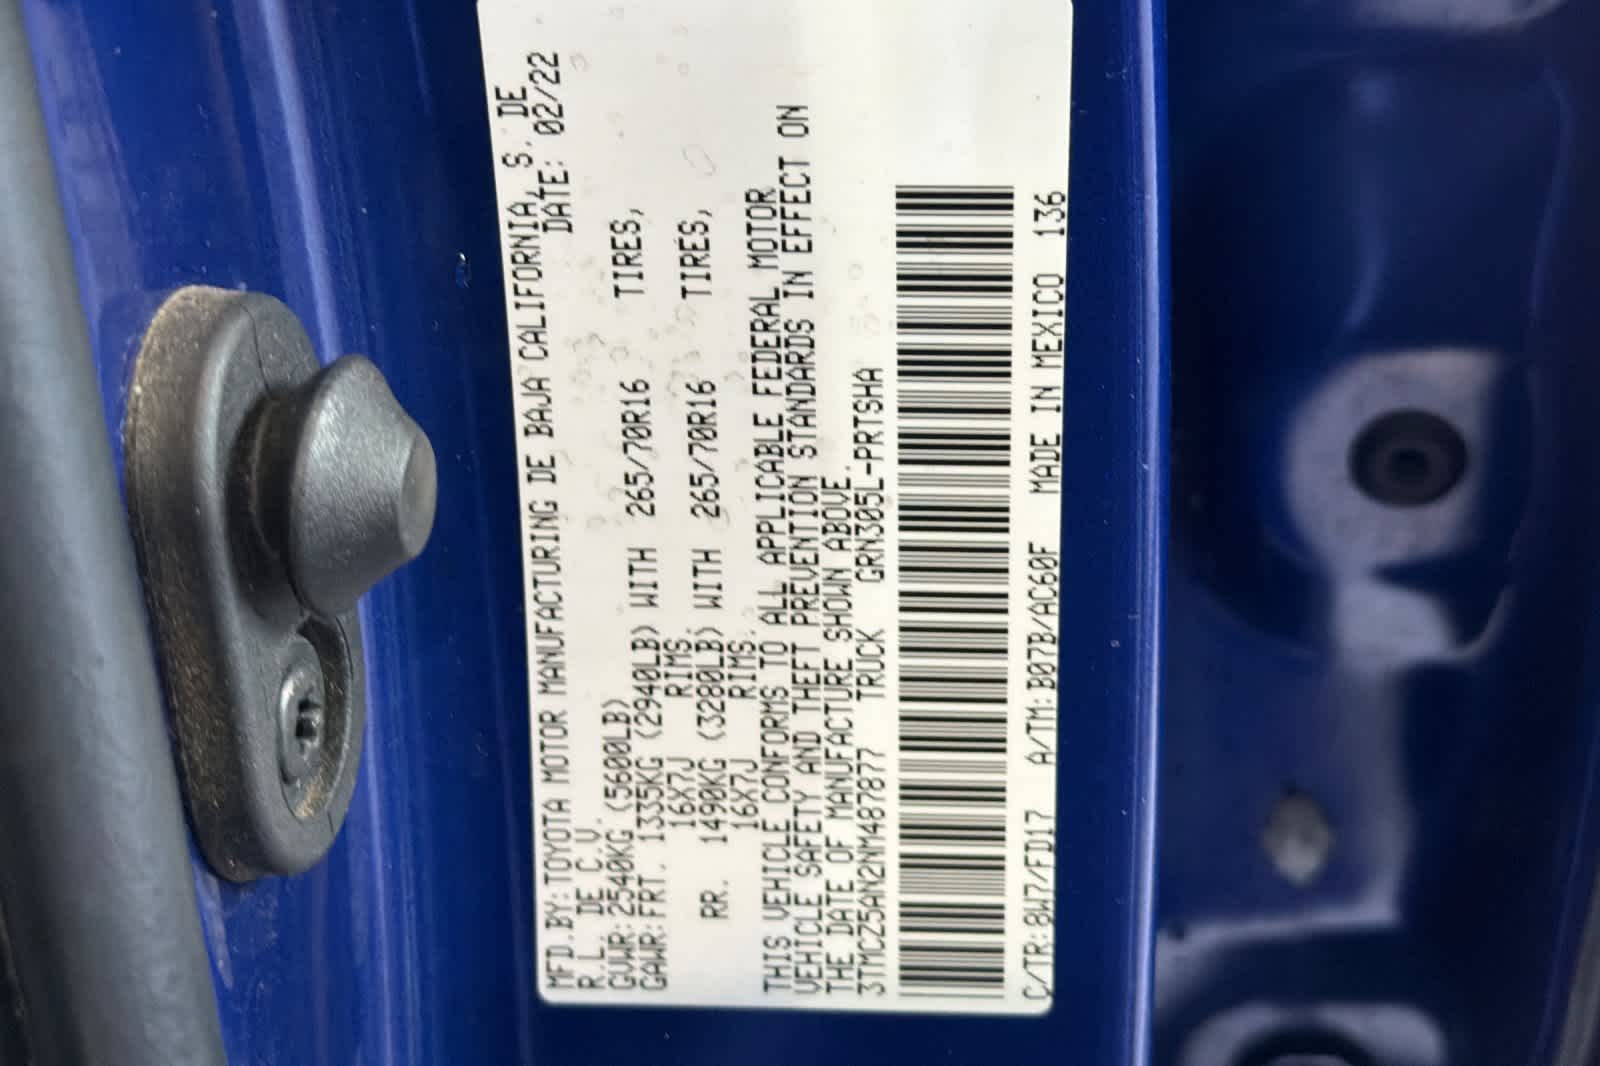 MFD.BY:TOYOTA MOTOR MANUFACTURING DE BAJA CALIFORNIA, S. DE
R.L. DE C.V. DATE: 02/22
GVWR:2540KG (5600LB)
GAWR:FRT. 1335KG (2940LB) WITH 265/70R16 TIRES,
16X7J RIMS.
RR. 1490KG (3280LB) WITH 265/70R16 TIRES,
16X7J RIMS.
THIS VEHICLE CONFORMS TO ALL APPLICABLE FEDERAL MOTOR
VEHICLE SAFETY AND THEFT PREVENTION STANDARDS IN EFFECT ON
THE DATE OF MANUFACTURE SHOWN ABOVE.
3TMCZ5AN2NM487877 TRUCK GRN305L-PRTSHA
C/TR:8W7/FD17 A/TM:B07B/AC60F MADE IN MEXICO 136